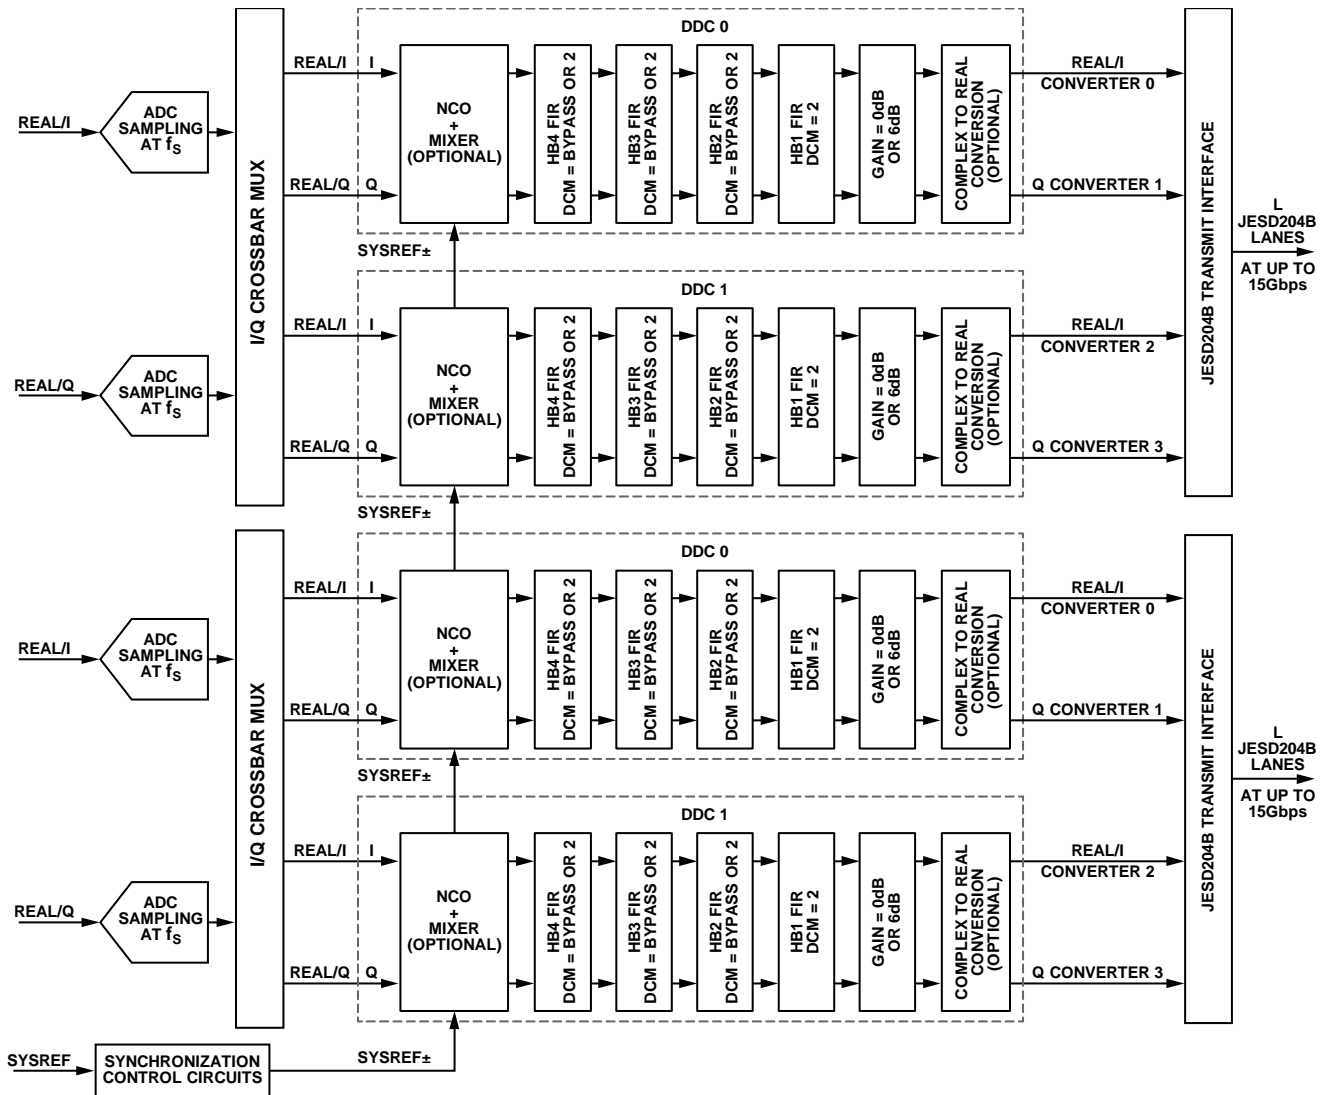 DDC 0
REAL/I
ADC
SAMPLING
AT fS
I/Q CROSSBAR MUX
REAL/I I
REAL/Q Q
NCO
+
MIXER
(OPTIONAL)
HB4 FIR
DCM = BYPASS OR 2
HB3 FIR
DCM = BYPASS OR 2
HB2 FIR
DCM = BYPASS OR 2
HB1 FIR
DCM = 2
GAIN = 0dB
OR 6dB
COMPLEX TO REAL
CONVERSION
(OPTIONAL)
REAL/I
CONVERTER 0
Q CONVERTER 1
JESD204B TRANSMIT INTERFACE
L
JESD204B
LANES
AT UP TO
15Gbps
SYSREF±
DDC 1
REAL/Q
ADC
SAMPLING
AT fS
REAL/I I
REAL/Q Q
NCO
+
MIXER
(OPTIONAL)
HB4 FIR
DCM = BYPASS OR 2
HB3 FIR
DCM = BYPASS OR 2
HB2 FIR
DCM = BYPASS OR 2
HB1 FIR
DCM = 2
GAIN = 0dB
OR 6dB
COMPLEX TO REAL
CONVERSION
(OPTIONAL)
REAL/I
CONVERTER 2
Q CONVERTER 3
SYSREF±
DDC 0
REAL/I
ADC
SAMPLING
AT fS
I/Q CROSSBAR MUX
REAL/I I
REAL/Q Q
NCO
+
MIXER
(OPTIONAL)
HB4 FIR
DCM = BYPASS OR 2
HB3 FIR
DCM = BYPASS OR 2
HB2 FIR
DCM = BYPASS OR 2
HB1 FIR
DCM = 2
GAIN = 0dB
OR 6dB
COMPLEX TO REAL
CONVERSION
(OPTIONAL)
REAL/I
CONVERTER 0
Q CONVERTER 1
JESD204B TRANSMIT INTERFACE
L
JESD204B
LANES
AT UP TO
15Gbps
SYSREF±
DDC 1
REAL/Q
ADC
SAMPLING
AT fS
REAL/I I
REAL/Q Q
NCO
+
MIXER
(OPTIONAL)
HB4 FIR
DCM = BYPASS OR 2
HB3 FIR
DCM = BYPASS OR 2
HB2 FIR
DCM = BYPASS OR 2
HB1 FIR
DCM = 2
GAIN = 0dB
OR 6dB
COMPLEX TO REAL
CONVERSION
(OPTIONAL)
REAL/I
CONVERTER 2
Q CONVERTER 3
SYSREF
SYNCHRONIZATION
CONTROL CIRCUITS
SYSREF±